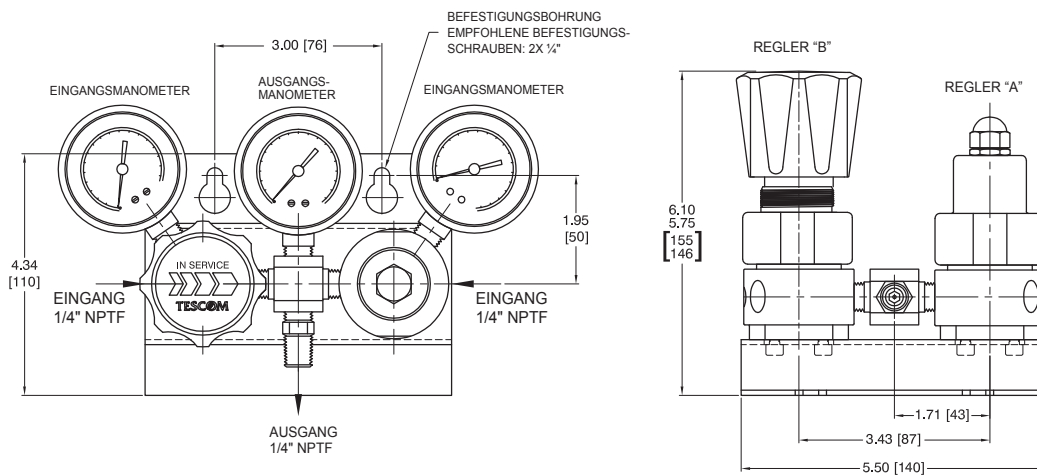 BEFESTIGUNGSBOHRUNG
EMPFOHLENE BEFESTIGUNGS-
SCHRAUBEN: 2X ¼"
3.00 [76]
EINGANGSMANOMETER
AUSGANGS-
MANOMETER
EINGANGSMANOMETER
4.34
[110]
1.95
[50]
IN SERVICE
TESCOM
EINGANG
1/4" NPTF
EINGANG
1/4" NPTF
AUSGANG
1/4" NPTF
REGLER “B”
REGLER “A”
6.10
5.75
[155
146]
1.71 [43]
3.43 [87]
5.50 [140]